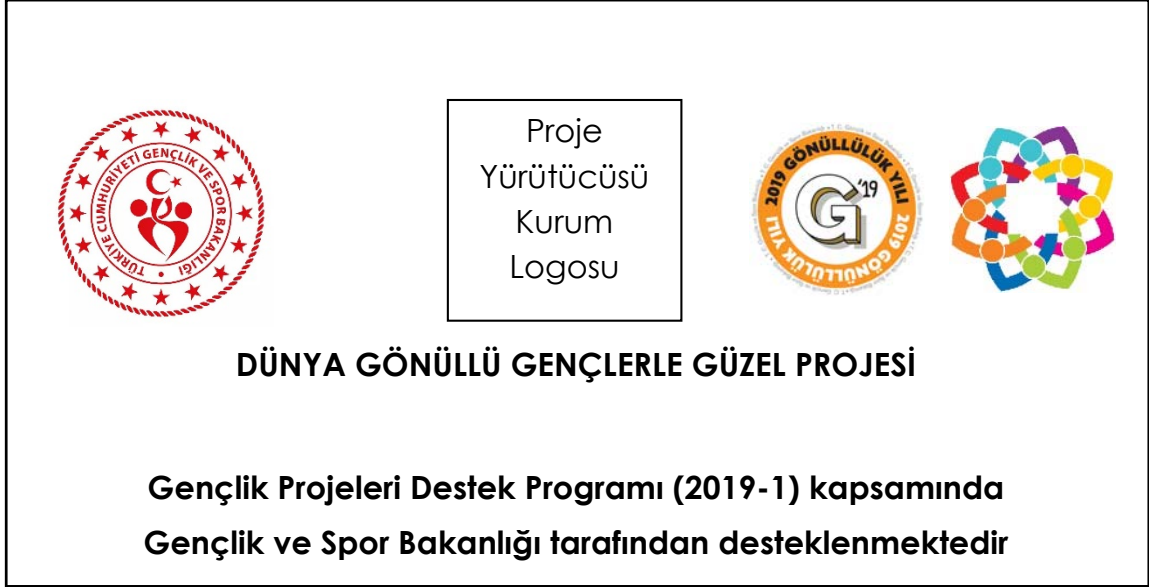 TÜRKİYE CUMHURİYETİ GENÇLİK VE SPOR BAKANLIĞI
Proje
Yürütücüsü
Kurum
Logosu
2019 GÖNÜLLÜLÜK YILI
G '19
2019 GÖNÜLLÜLÜK YILI
DÜNYA GÖNÜLLÜ GENÇLERLE GÜZEL PROJESİ
Gençlik Projeleri Destek Programı (2019-1) kapsamında
Gençlik ve Spor Bakanlığı tarafından desteklenmektedir